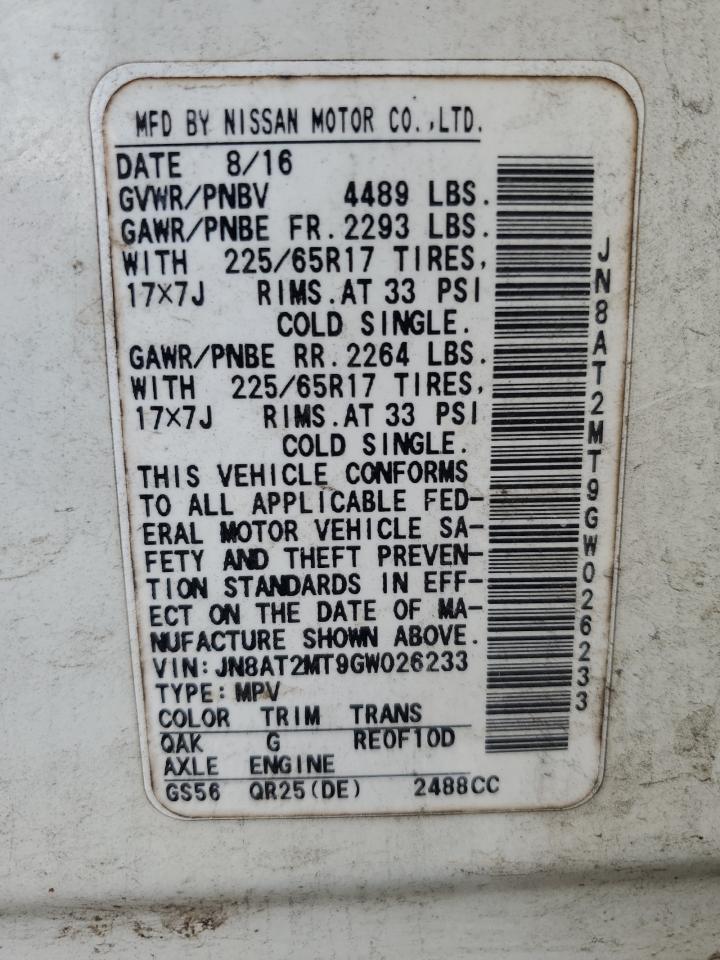 MFD BY NISSAN MOTOR CO.,LTD.
DATE 8/16
GVWR/PNBV 4489 LBS.
GAWR/PNBE FR.2293 LBS.
WITH 225/65R17 TIRES,
17×7J RIMS.AT 33 PSI
COLD SINGLE.
GAWR/PNBE RR.2264 LBS.
WITH 225/65R17 TIRES,
17×7J RIMS.AT 33 PSI
COLD SINGLE.
THIS VEHICLE CONFORMS
TO ALL APPLICABLE FED-
ERAL MOTOR VEHICLE SA-
FETY AND THEFT PREVEN-
TION STANDARDS IN EFF-
ECT ON THE DATE OF MA-
NUFACTURE SHOWN ABOVE.
VIN:JN8AT2MT9GW026233
TYPE:MPV
COLOR TRIM TRANS
QAK G RE0F10D
AXLE ENGINE
GS56 QR25(DE) 2488CC
JN8AT2MT9GW026233